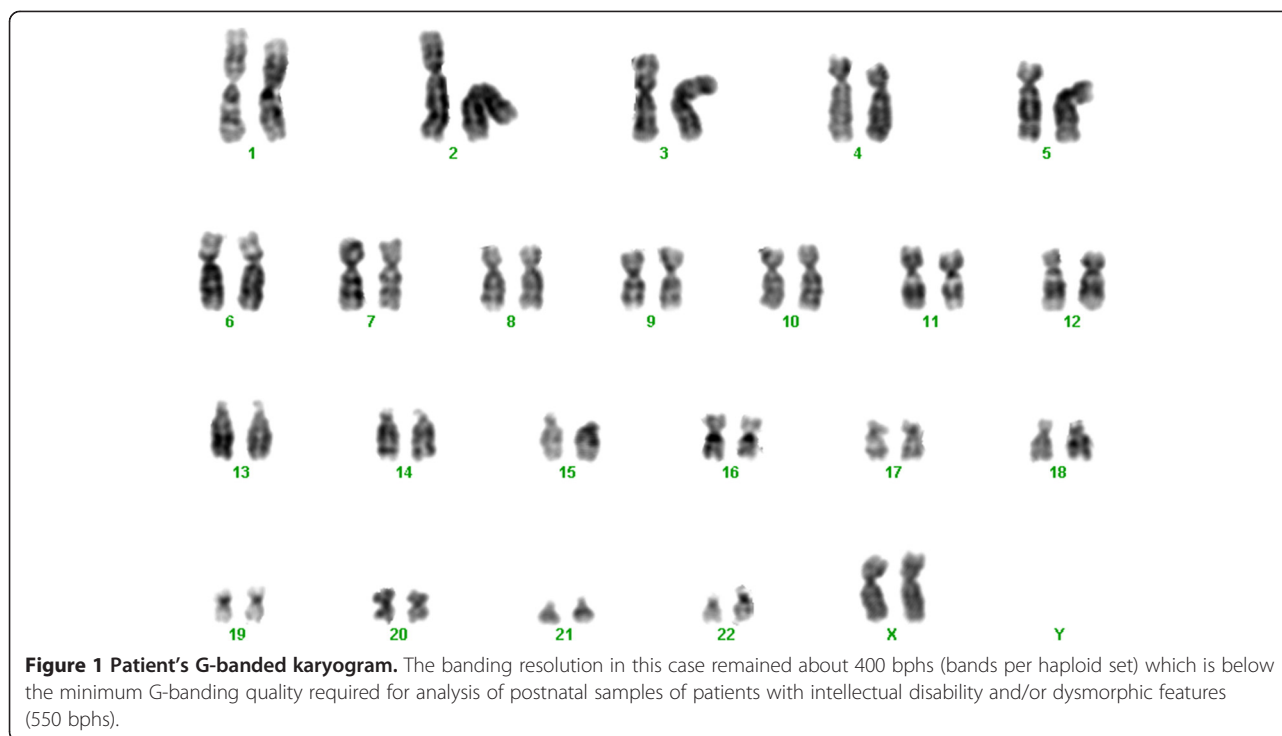 1 2 3 4 5
6 7 8 9 10 11 12
13 14 15 16 17 18
19 20 21 22 X Y
Figure 1 Patient's G-banded karyogram. The banding resolution in this case remained about 400 bphs (bands per haploid set) which is below
the minimum G-banding quality required for analysis of postnatal samples of patients with intellectual disability and/or dysmorphic features
(550 bphs).